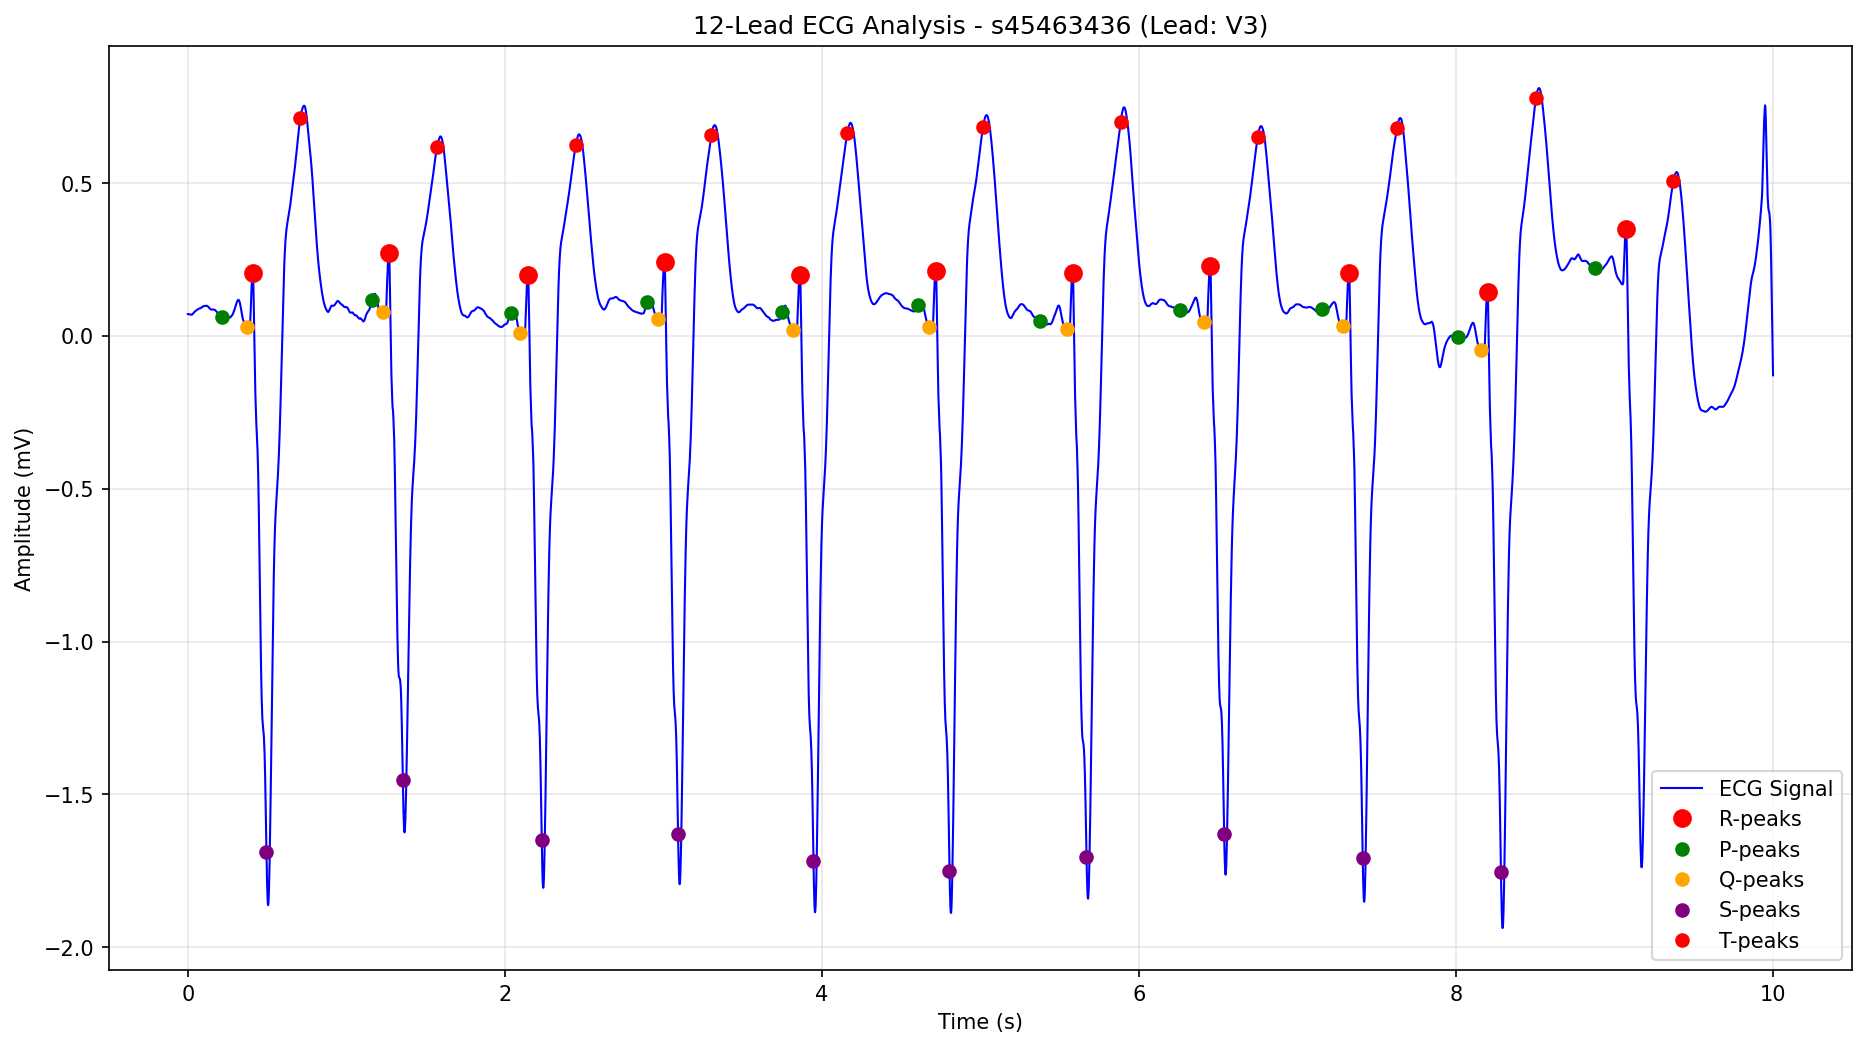 12-Lead ECG Analysis - s45463436 (Lead: V3)
Amplitude (mV)
0.5
0.0
−0.5
−1.0
−1.5
−2.0
0
2
4
6
8
10
Time (s)
ECG Signal
R-peaks
P-peaks
Q-peaks
S-peaks
T-peaks